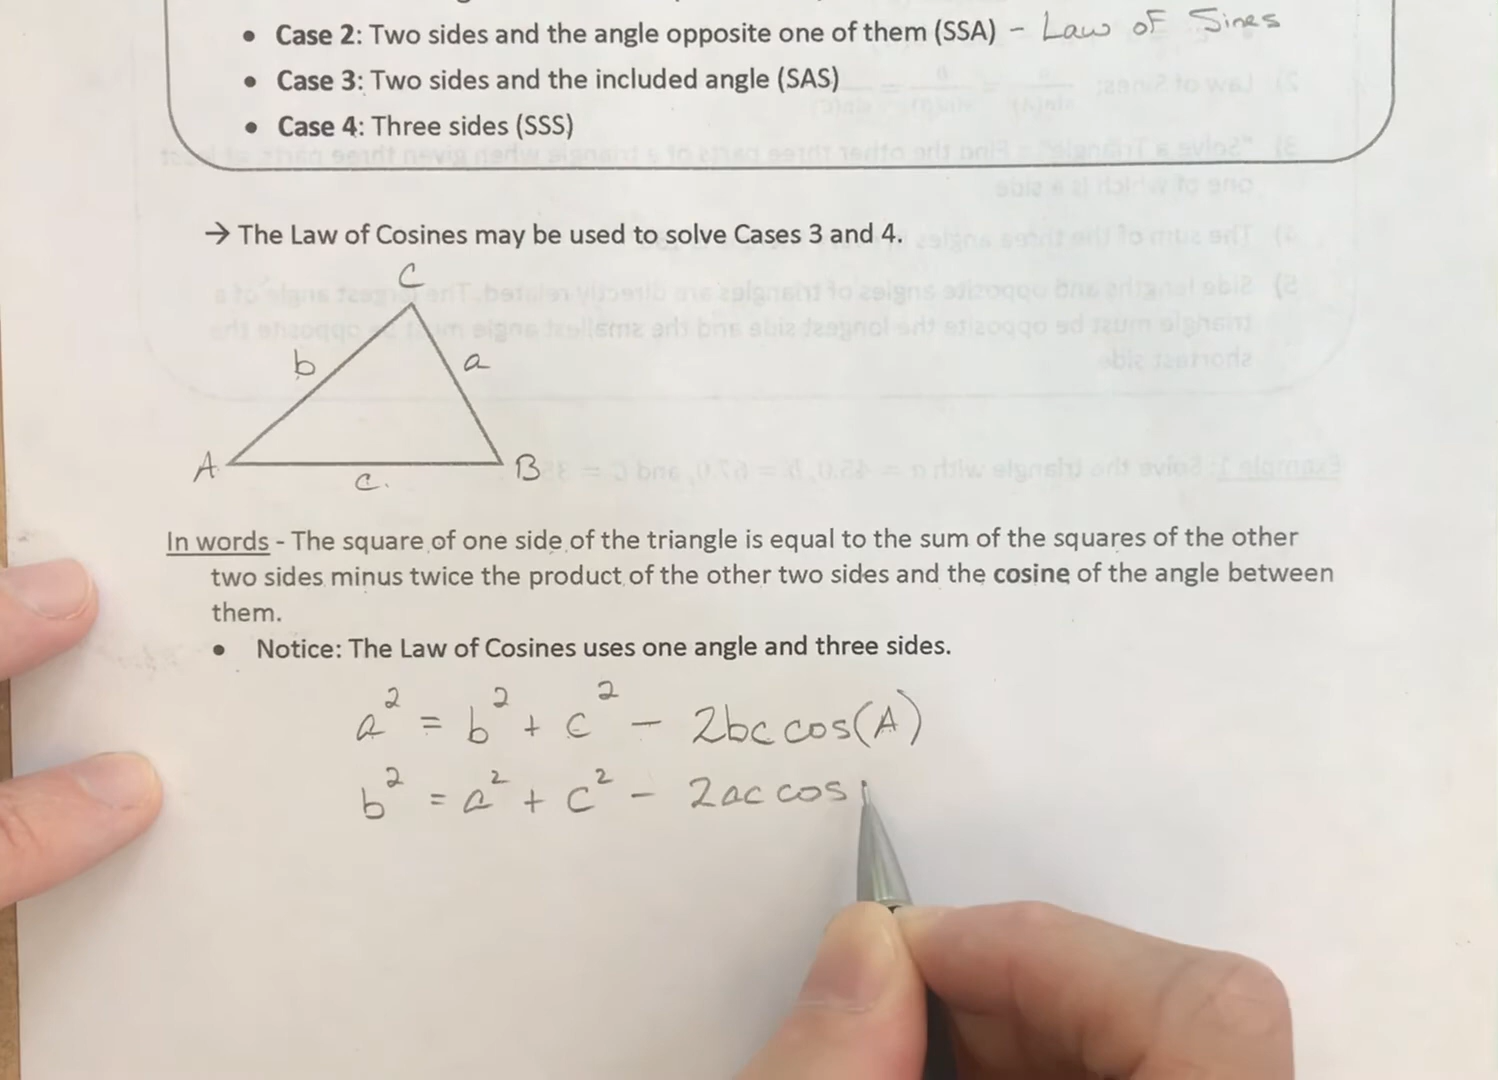 • Case 2: Two sides and the angle opposite one of them (SSA) – Law of Sines
• Case 3: Two sides and the included angle (SAS)
• Case 4: Three sides (SSS)
→ The Law of Cosines may be used to solve Cases 3 and 4.
C
b a
A B
c
In words - The square of one side of the triangle is equal to the sum of the squares of the other
two sides minus twice the product of the other two sides and the cosine of the angle between
them.
• Notice: The Law of Cosines uses one angle and three sides.
a² = b² + c² – 2bc cos(A)
b² = a² + c² – 2ac cos